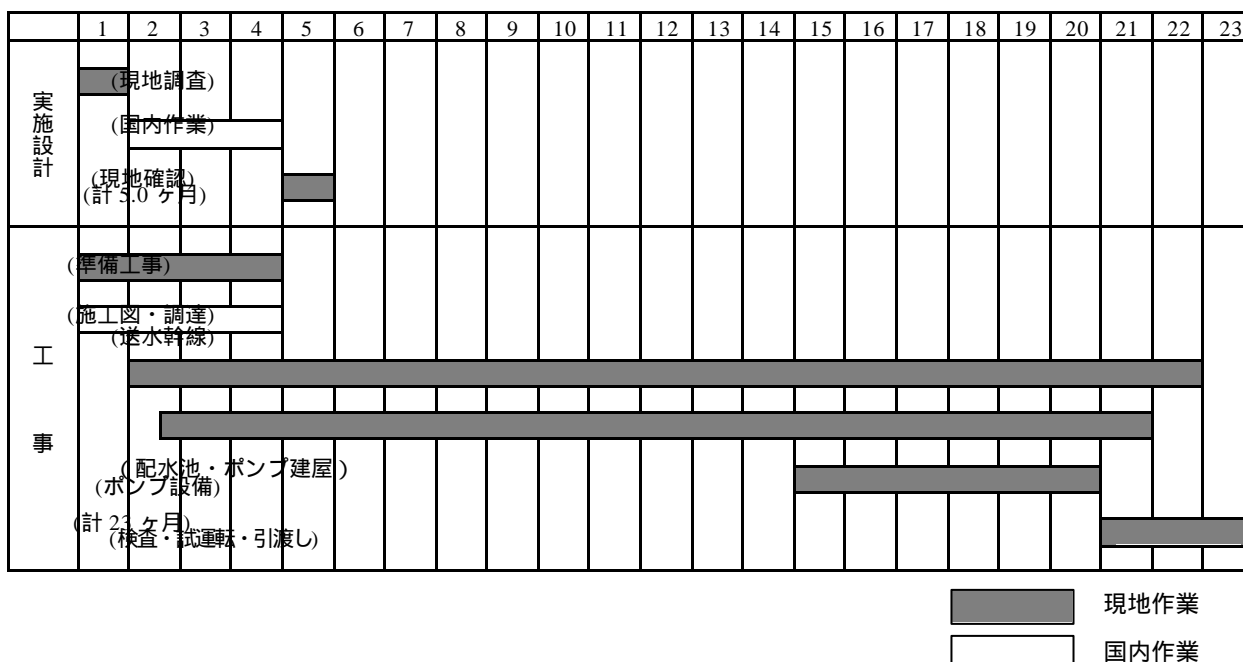 1 2 3 4 5 6 7 8 9 10 11 12 13 14 15 16 17 18 19 20 21 22 23
実施設計
(現地調査)
(国内作業)
(現地確認)
(計 5.0 ヶ月)
工事
(準備工事)
(施工図・調達)
(送水幹線)
(配水池・ポンプ建屋)
(ポンプ設備)
(計 23 ヶ月)
(検査・試運転・引渡し)
現地作業
国内作業